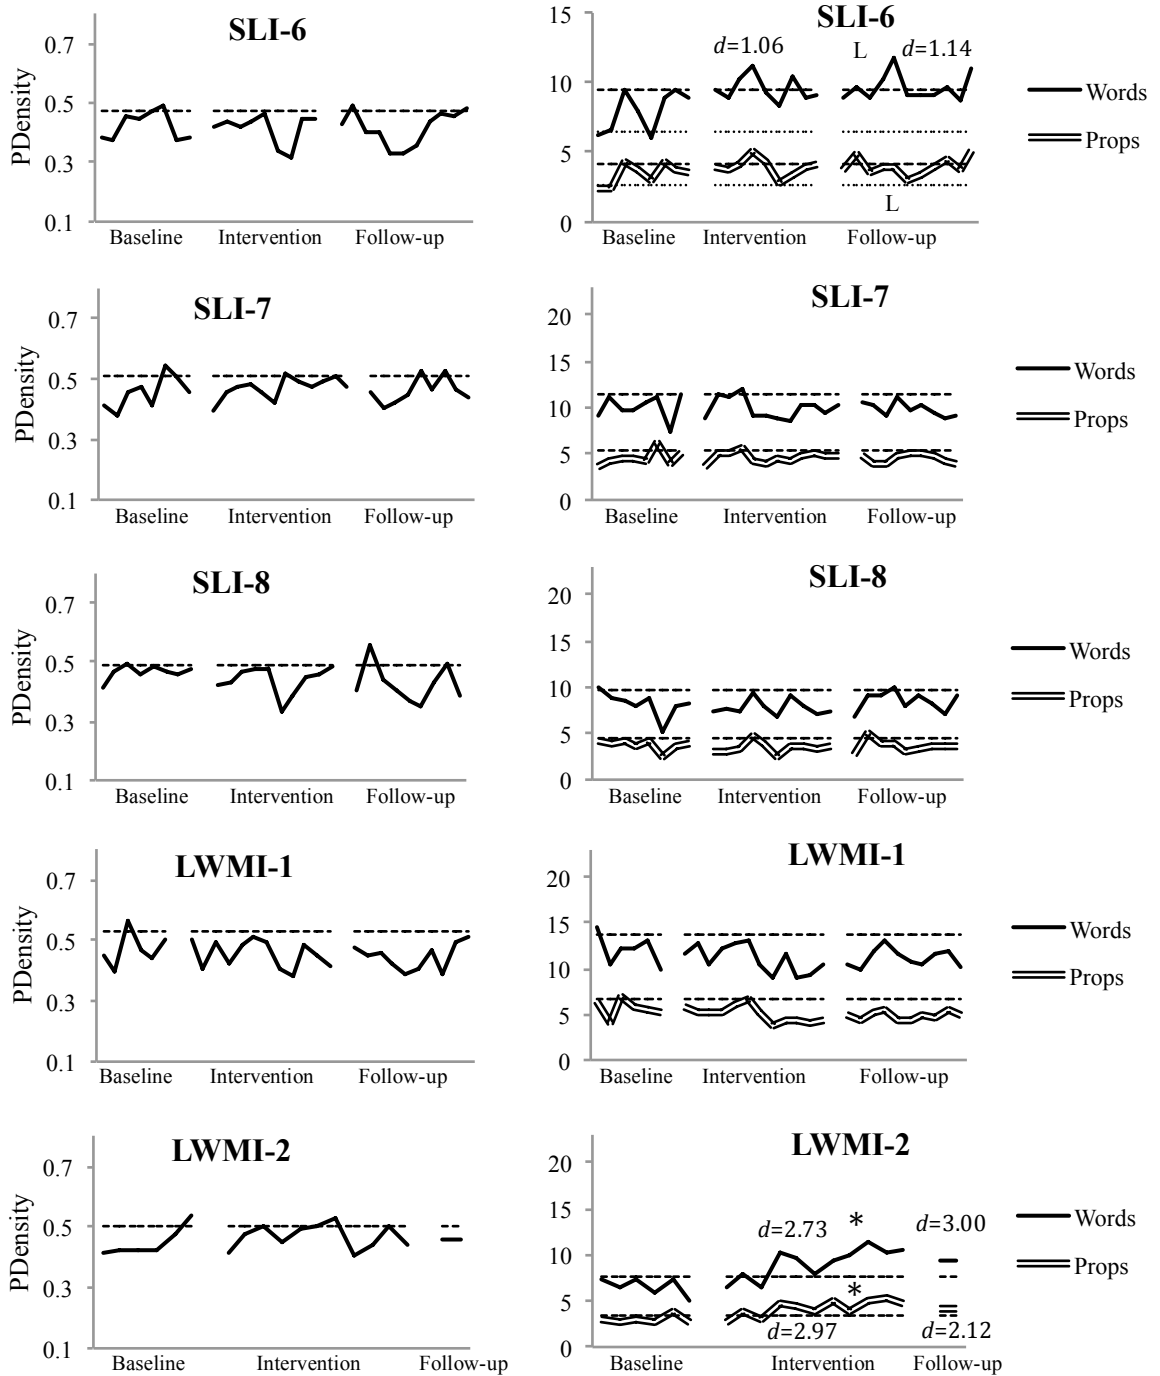 SLI-6
0.7
0.5
0.3
0.1
PDensity
Baseline Intervention Follow-up
SLI-6
15
10
5
0
d=1.06
L
d=1.14
L
Words
Props
Baseline Intervention Follow-up
SLI-7
0.7
0.5
0.3
0.1
PDensity
Baseline Intervention Follow-up
SLI-7
20
15
10
5
0
Words
Props
Baseline Intervention Follow-up
SLI-8
0.7
0.5
0.3
0.1
PDensity
Baseline Intervention Follow-up
SLI-8
20
15
10
5
0
Words
Props
Baseline Intervention Follow-up
LWMI-1
0.7
0.5
0.3
0.1
PDensity
Baseline Intervention Follow-up
LWMI-1
20
15
10
5
0
Words
Props
Baseline Intervention Follow-up
LWMI-2
0.7
0.5
0.3
0.1
PDensity
Baseline Intervention Follow-up
LWMI-2
20
15
10
5
0
d=2.73 *
d=3.00
*
d=2.97
d=2.12
Words
Props
Baseline Intervention Follow-up